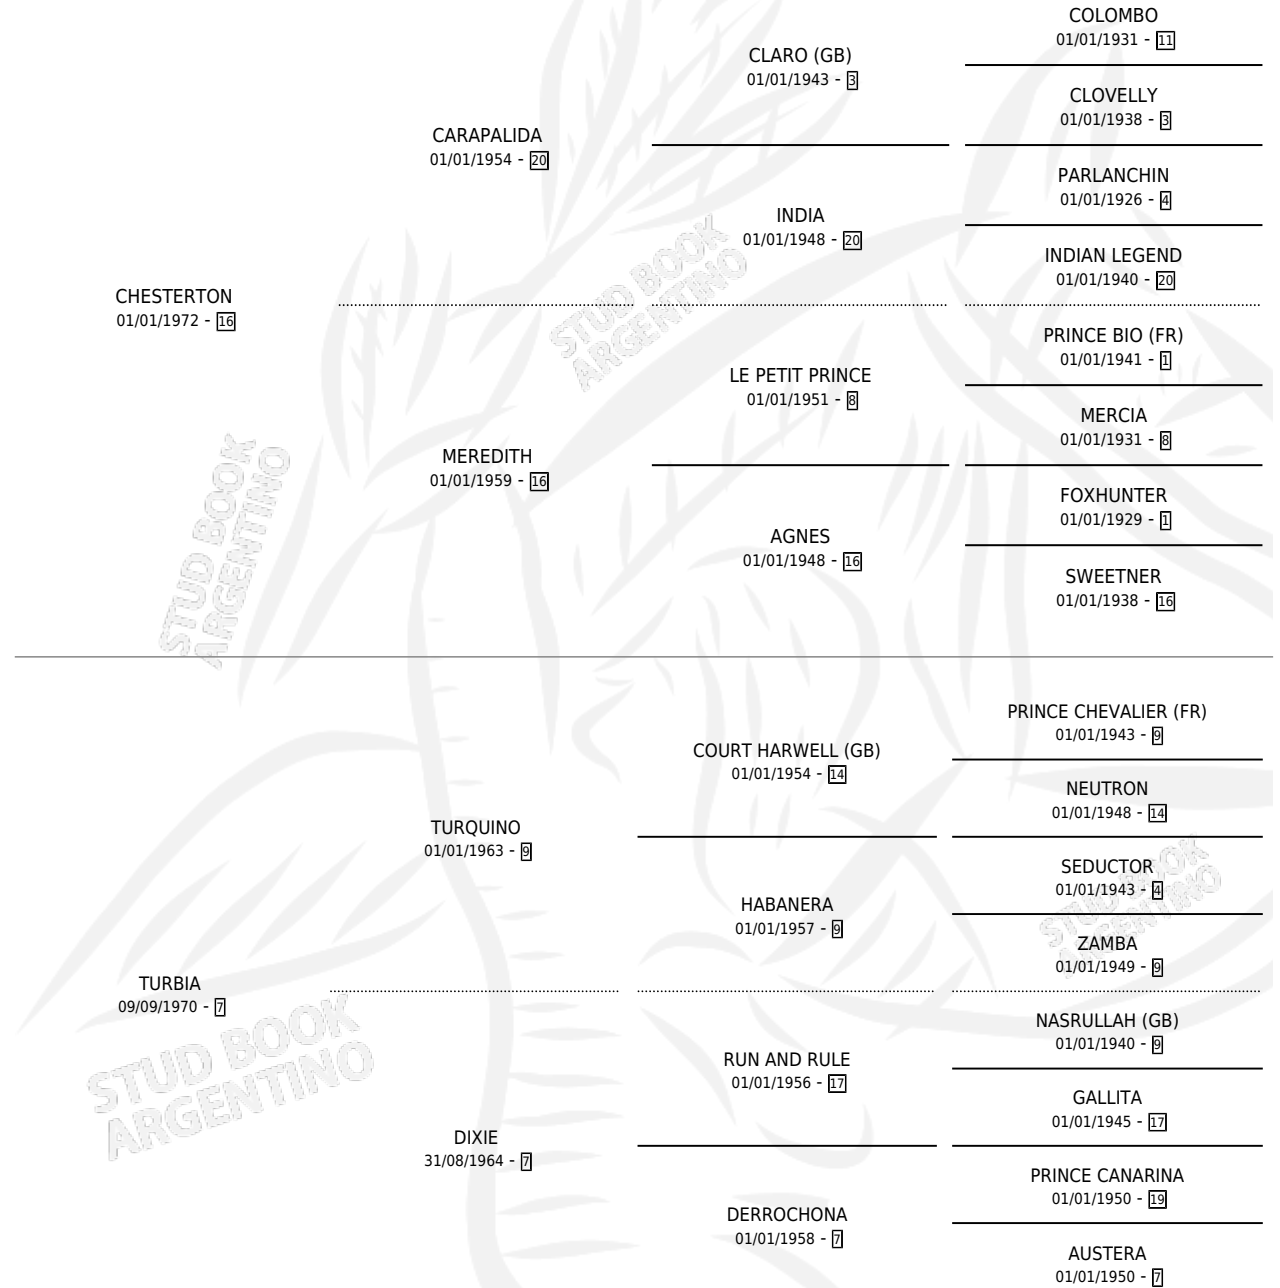 COLOMBO
01/01/1931 - 11
CLARO (GB)
01/01/1943 - 3
CLOVELLY
01/01/1938 - 3
CARAPALIDA
01/01/1954 - 20
PARLANCHIN
01/01/1926 - 4
INDIA
01/01/1948 - 20
INDIAN LEGEND
01/01/1940 - 20
STUD BOOK
ARGENTINO
CHESTERTON
01/01/1972 - 16
PRINCE BIO (FR)
01/01/1941 - 1
LE PETIT PRINCE
01/01/1951 - 8
MERCIA
01/01/1931 - 8
MEREDITH
01/01/1959 - 16
FOXHUNTER
01/01/1929 - 1
AGNES
01/01/1948 - 16
SWEETNER
01/01/1938 - 16
STUD BOOK
ARGENTINO
PRINCE CHEVALIER (FR)
01/01/1943 - 9
COURT HARWELL (GB)
01/01/1954 - 14
NEUTRON
01/01/1948 - 14
TURQUINO
01/01/1963 - 9
SEDUCTOR
01/01/1943 - 4
HABANERA
01/01/1957 - 9
ZAMBA
01/01/1949 - 9
STUD BOOK
ARGENTINO
TURBIA
09/09/1970 - 7
NASRULLAH (GB)
01/01/1940 - 9
RUN AND RULE
01/01/1956 - 17
GALLITA
01/01/1945 - 17
STUD BOOK
ARGENTINO
DIXIE
31/08/1964 - 7
PRINCE CANARINA
01/01/1950 - 19
DERROCHONA
01/01/1958 - 7
AUSTERA
01/01/1950 - 7